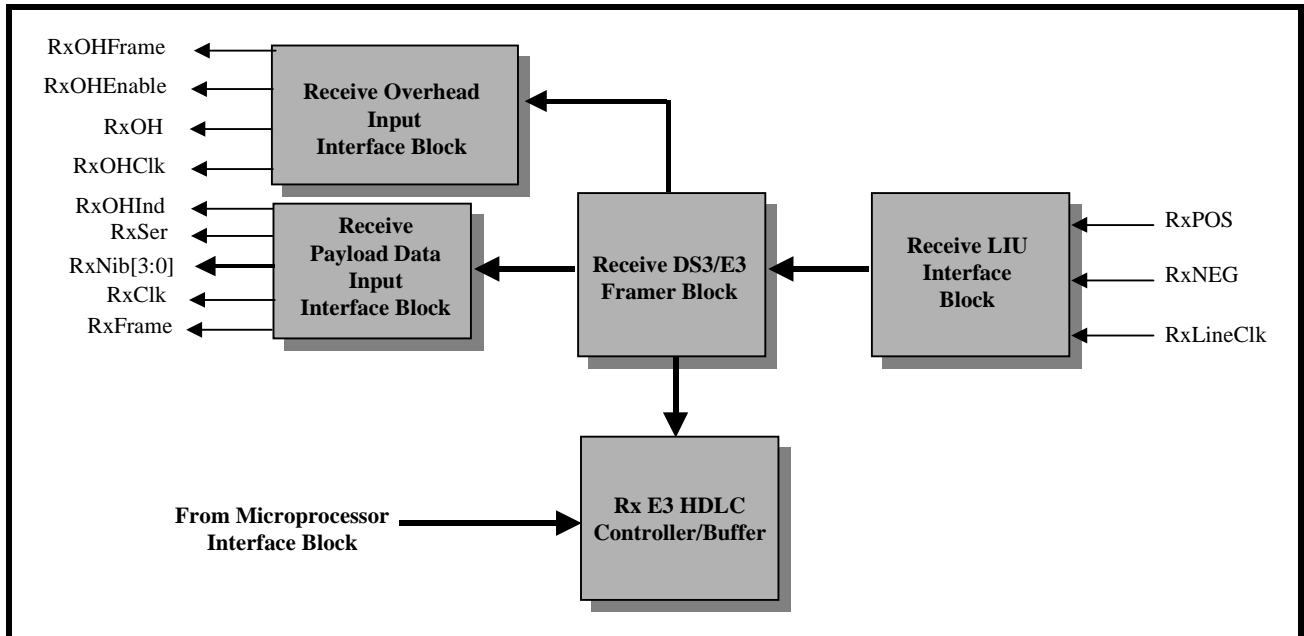 RxOHFrame
RxOHEnable
RxOH
RxOHClk
Receive Overhead
Input
Interface Block
RxOHInd
RxSer
RxNib[3:0]
RxClk
RxFrame
Receive
Payload Data
Input
Interface Block
Receive DS3/E3
Framer Block
Receive LIU
Interface
Block
RxPOS
RxNEG
RxLineClk
From Microprocessor
Interface Block
Rx E3 HDLC
Controller/Buffer